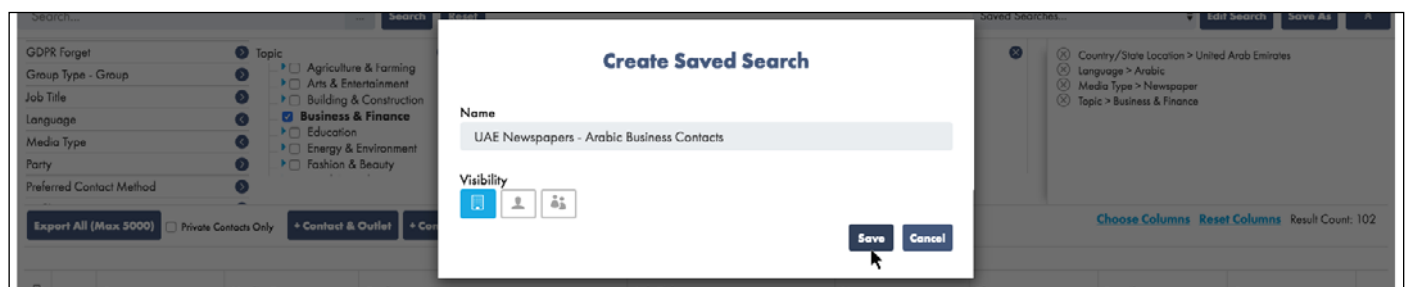 Search...
...
Search
Reset
Saved Searches...
Edit Search
Save As
GDPR Forget
Group Type - Group
Job Title
Language
Media Type
Party
Preferred Contact Method
Topic
Agriculture & Farming
Arts & Entertainment
Building & Construction
Business & Finance
Education
Energy & Environment
Fashion & Beauty
Create Saved Search
Name
UAE Newspapers - Arabic Business Contacts
Visibility
Save
Cancel
Country/State Location > United Arab Emirates
Language > Arabic
Media Type > Newspaper
Topic > Business & Finance
Export All (Max 5000)
Private Contacts Only
+ Contact & Outlet
+ Con
Choose Columns
Reset Columns
Result Count: 102